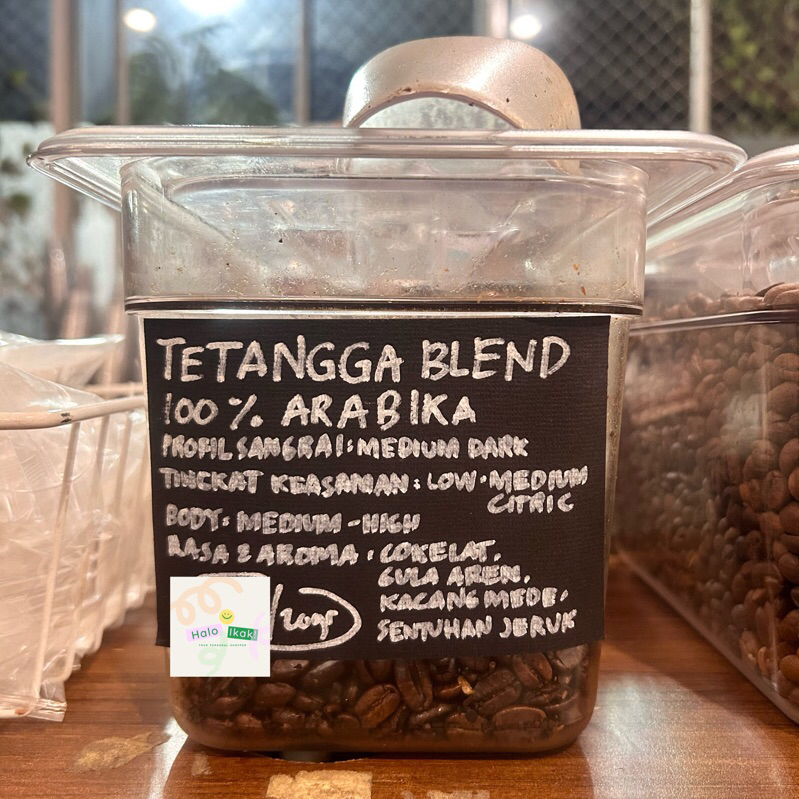 TETANGGA BLEND
100% ARABIKA
PROFIL SANGRAI: MEDIUM DARK
TINGKAT KEASAMAN: LOW-MEDIUM
CITRIC
BODY: MEDIUM-HIGH
RASA & AROMA: COKELAT,
GULA AREN,
KACANG MEDE,
SENTUHAN JERUK
Halo Ikak!